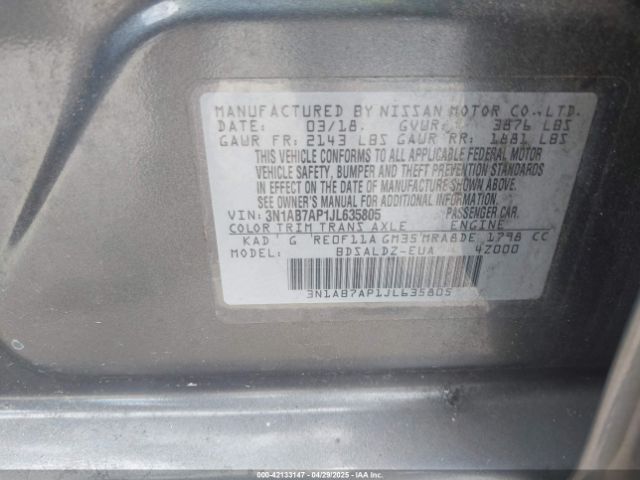 MANUFACTURED BY NISSAN MOTOR CO.,LTD.
DATE: 03/18. GVWR: 3876 LBS
GAWR FR: 2143 LBS GAWR RR: 1881 LBS
THIS VEHICLE CONFORMS TO ALL APPLICABLE FEDERAL MOTOR
VEHICLE SAFETY, BUMPER AND THEFT PREVENTION STANDARDS
IN EFFECT ON THE DATE OF MANUFACTURE SHOWN ABOVE.
SEE OWNER'S MANUAL FOR ADDITIONAL INFORMATION.
VIN: 3N1AB7AP1JL635805 PASSENGER CAR.
COLOR TRIM TRANS AXLE ENGINE
KAD G RE0F11A GM35 MRA8DE 1798 CC
MODEL: BDSALDZ-EUA 4Z000
3N1AB7AP1JL635805
000-42133147 - 04/29/2025 - IAA Inc.